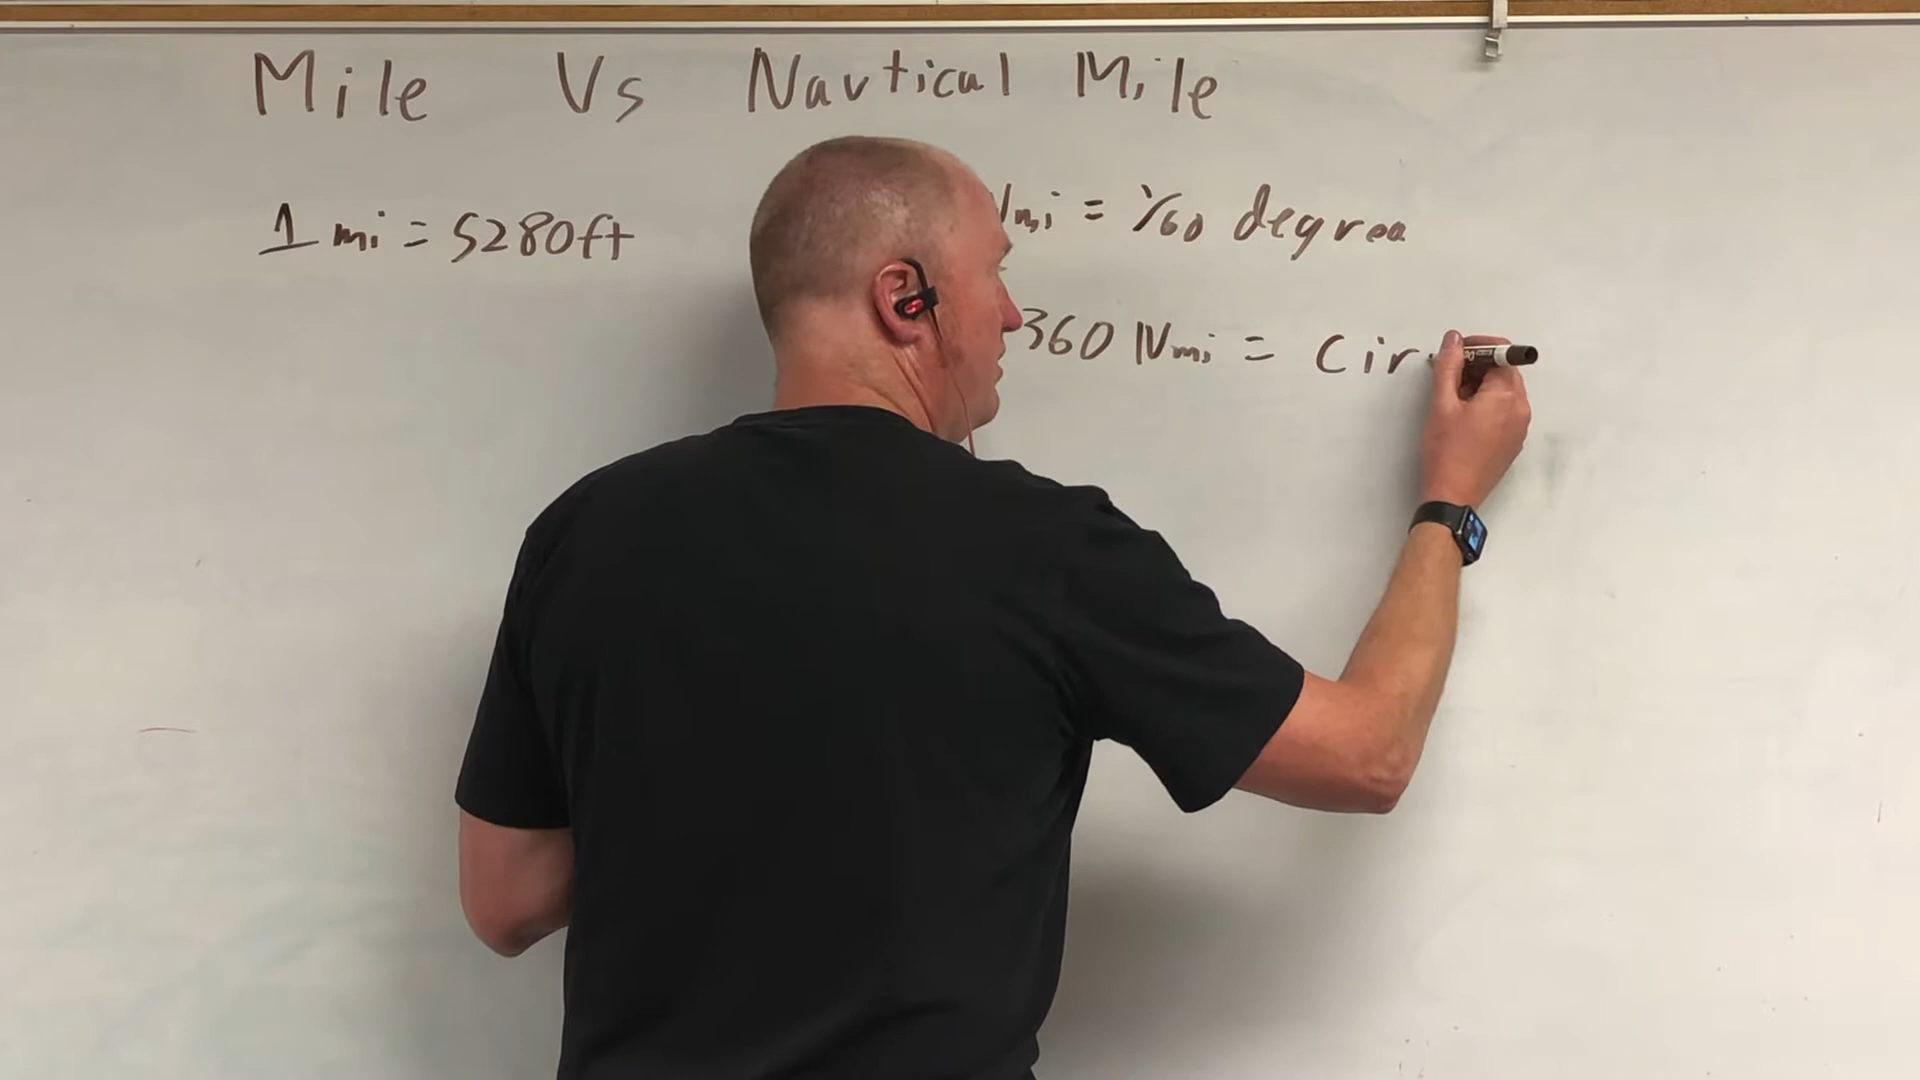 Mile Vs Nautical Mile
1 mi = 5280ft
Nmi = 1/60 degree
360 Nmi = Cir